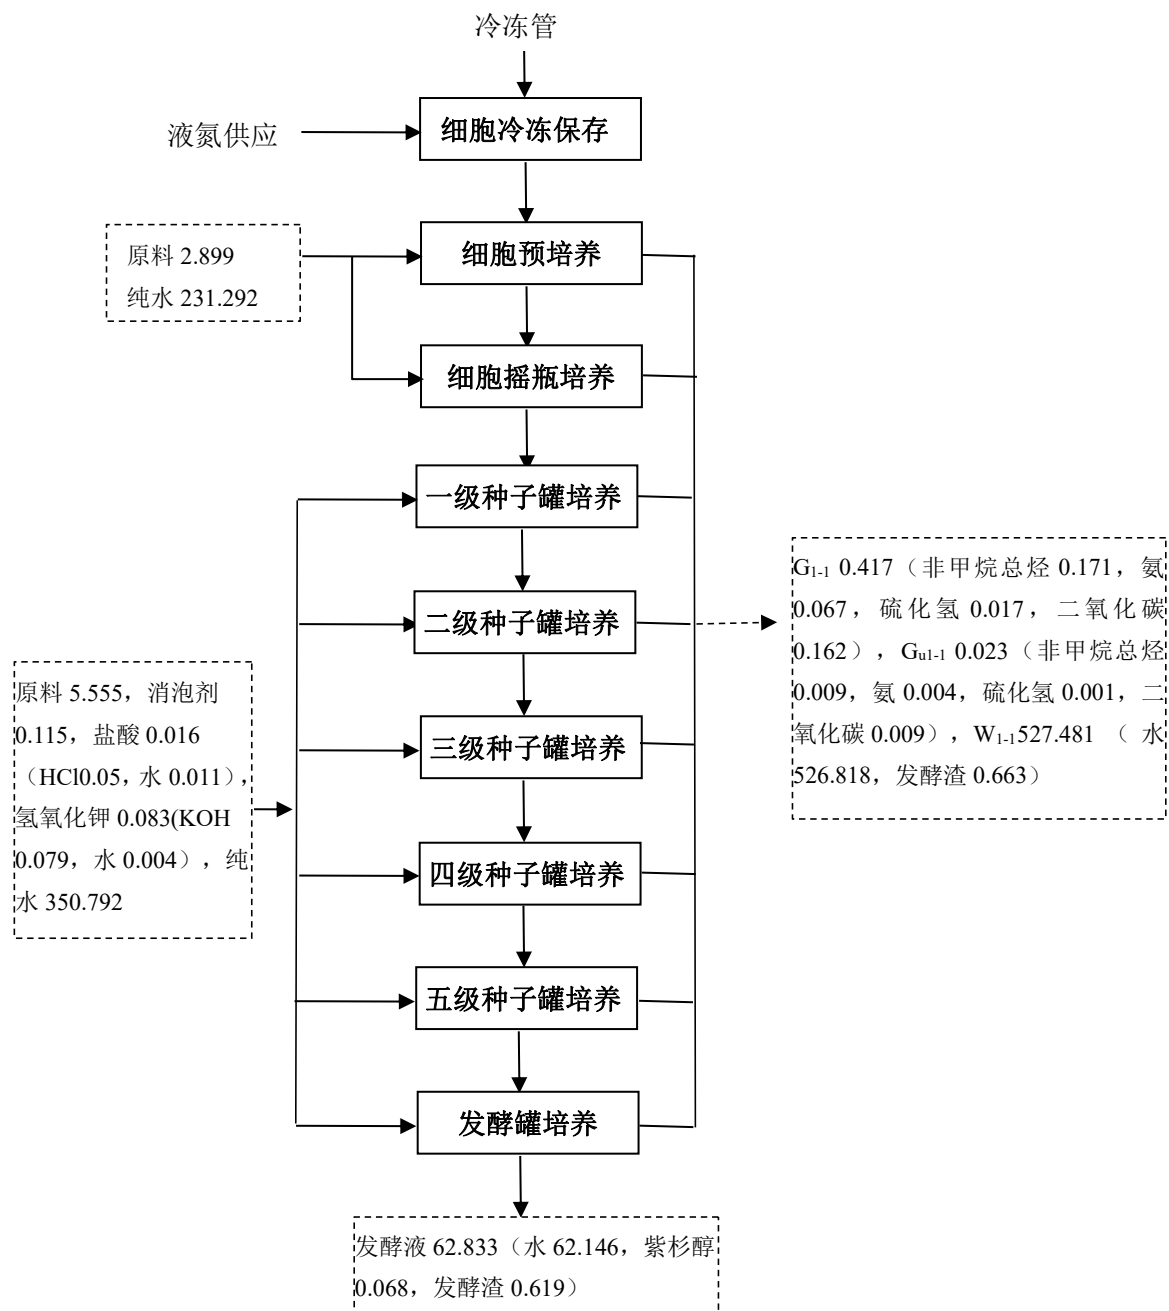 冷冻管
液氮供应
细胞冷冻保存
原料 2.899
纯水 231.292
细胞预培养
细胞摇瓶培养
一级种子罐培养
二级种子罐培养
三级种子罐培养
四级种子罐培养
五级种子罐培养
发酵罐培养
原料 5.555，消泡剂
0.115，盐酸 0.016
（HCl0.05，水 0.011），
氢氧化钾 0.083(KOH
0.079，水 0.004），纯
水 350.792
G1-1 0.417（非甲烷总烃 0.171，氨
0.067，硫化氢 0.017，二氧化碳
0.162），Gu1-1 0.023（非甲烷总烃
0.009，氨 0.004，硫化氢 0.001，二
氧化碳 0.009），W1-1527.481（水
526.818，发酵渣 0.663）
发酵液 62.833（水 62.146，紫杉醇
0.068，发酵渣 0.619）